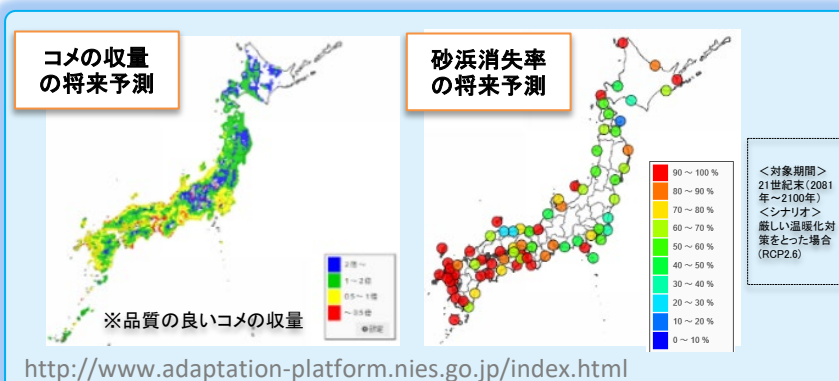 コメの収量
の将来予測
2倍~
1~2倍
0.5~1倍
~0.5倍
※品質の良いコメの収量
砂浜消失率
の将来予測
90 ~ 100 %
80 ~ 90 %
70 ~ 80 %
60 ~ 70 %
50 ~ 60 %
40 ~ 50 %
30 ~ 40 %
20 ~ 30 %
10 ~ 20 %
0 ~ 10 %
<対象期間>
21世紀末(2081
年~2100年)
<シナリオ>
厳しい温暖化対
策をとった場合
(RCP2.6)
http://www.adaptation-platform.nies.go.jp/index.html